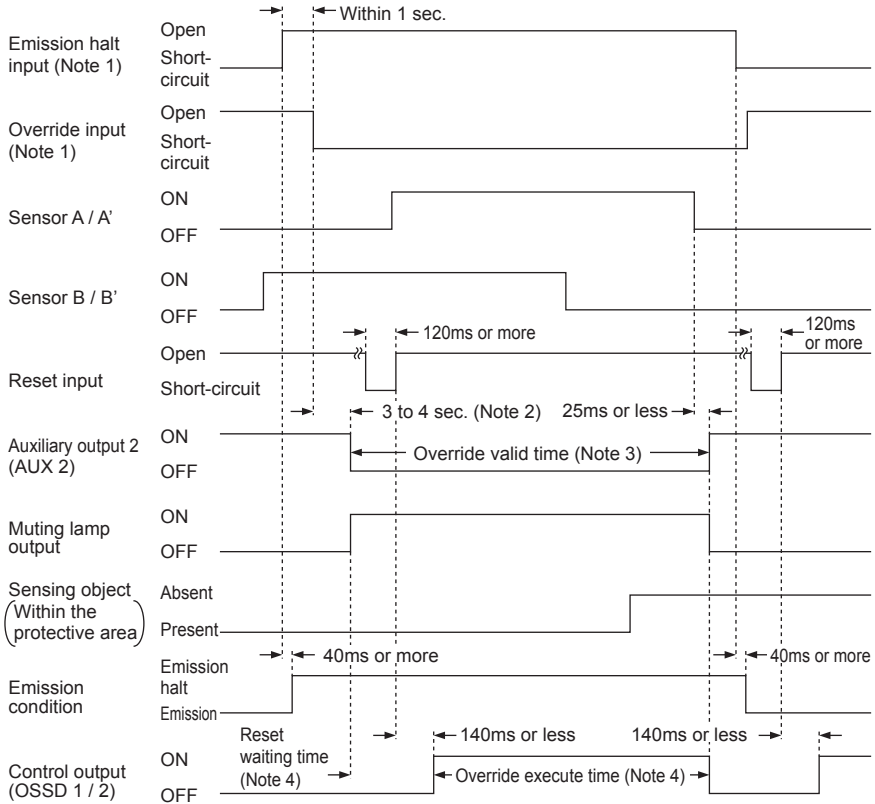 Within 1 sec.
Emission halt
input (Note 1)
Open
Short-
circuit
Override input
(Note 1)
Open
Short-
circuit
Sensor A / A’
ON
OFF
Sensor B / B’
ON
OFF
120ms or more
120ms
or more
Reset input
Open
Short-circuit
3 to 4 sec. (Note 2)
25ms or less
Auxiliary output 2
(AUX 2)
ON
OFF
Override valid time (Note 3)
Muting lamp
output
ON
OFF
Sensing object
(Within the
protective area)
Absent
Present
40ms or more
40ms or more
Emission
condition
Emission
halt
Emission
Reset
waiting time
(Note 4)
140ms or less
140ms or less
Control output
(OSSD 1 / 2)
ON
OFF
Override execute time (Note 4)